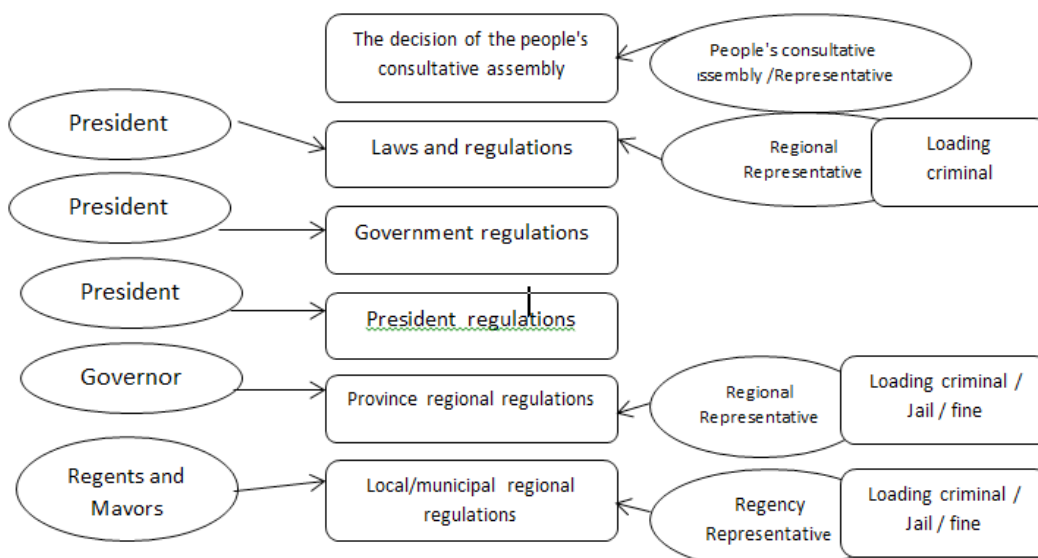 The decision of the people's
consultative assembly
People's consultative
ssembly /Representative
President
Laws and regulations
Regional
Representative
Loading
criminal
President
Government regulations
President
President regulations
Governor
Province regional regulations
Regional
Representative
Loading criminal /
Jail / fine
Regents and
Mavors
Local/municipal regional
regulations
Regency
Representative
Loading criminal /
Jail / fine